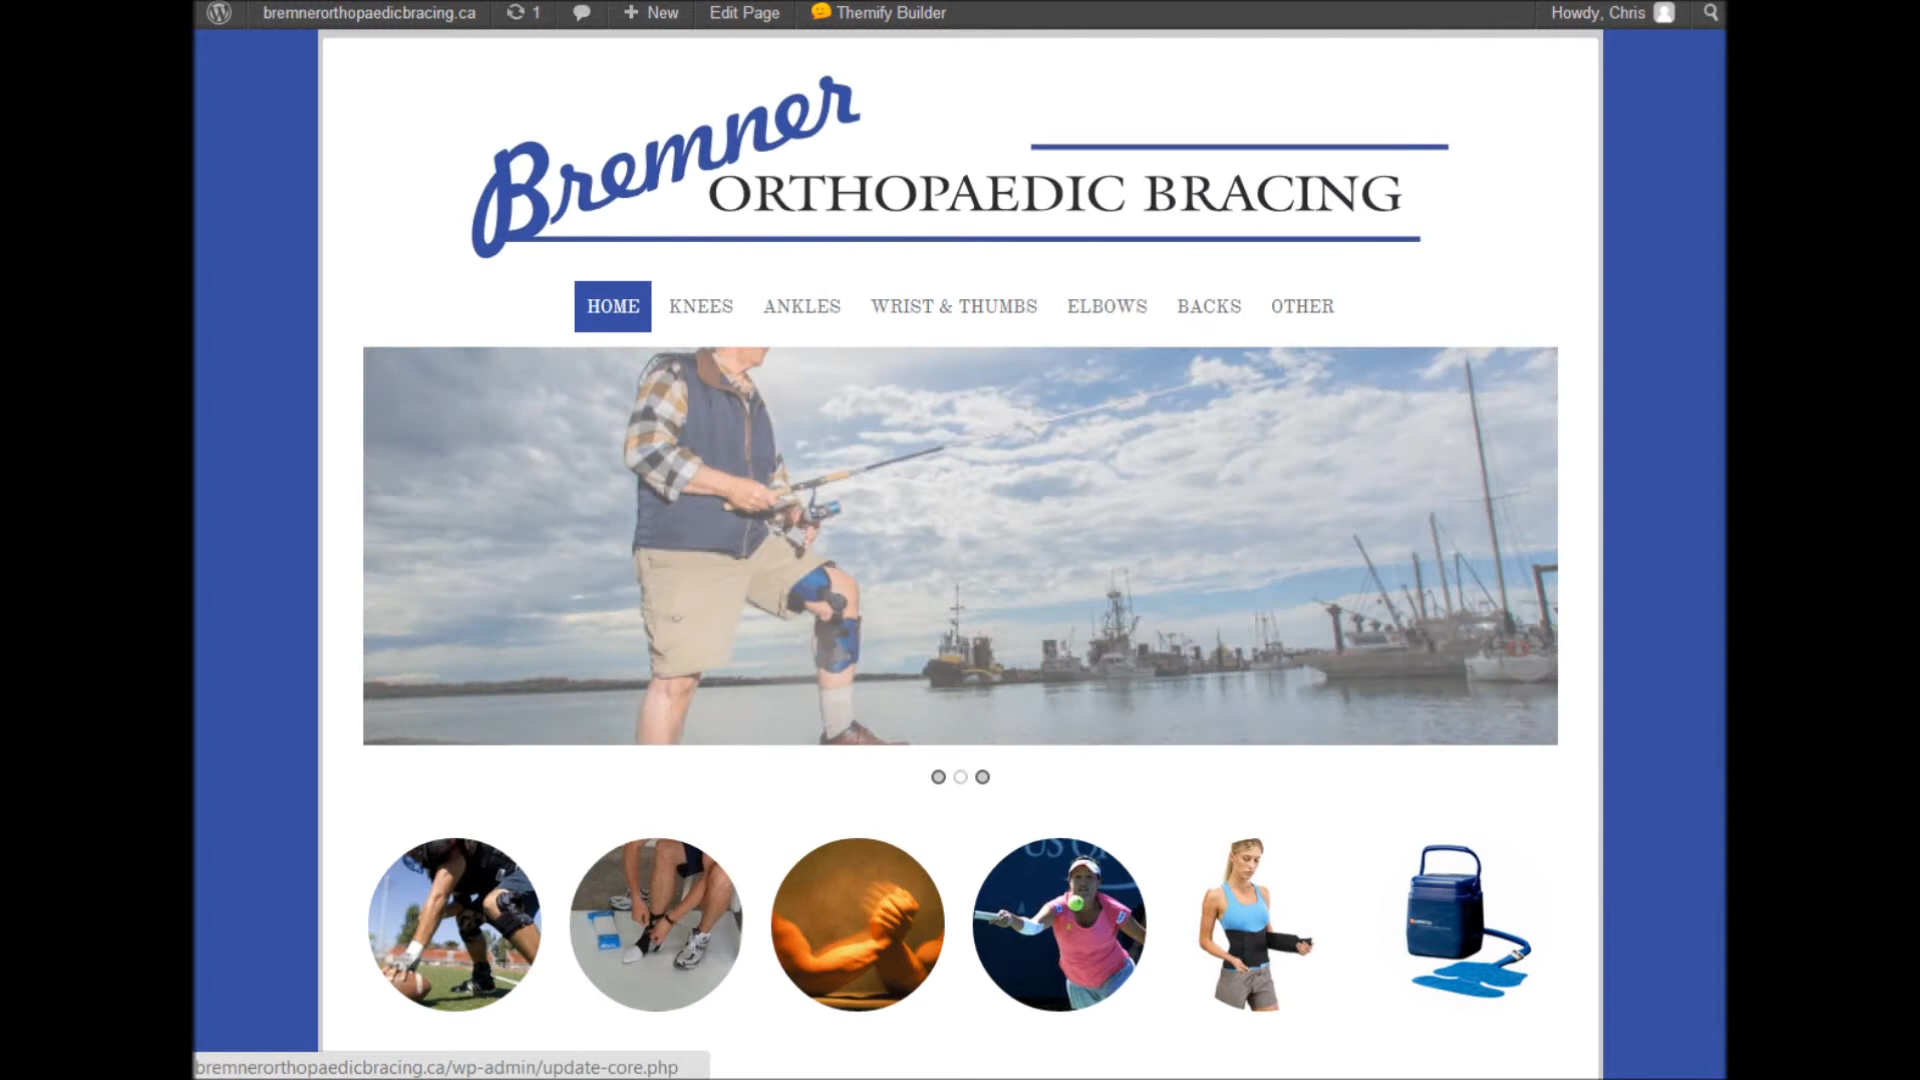 bremnerorthopaedicbracing.ca 1 New Edit Page Themify Builder Howdy, Chris
Bremner
ORTHOPAEDIC BRACING
HOME KNEES ANKLES WRIST & THUMBS ELBOWS BACKS OTHER
US O
bremnerorthopaedicbracing.ca/wp-admin/update-core.php